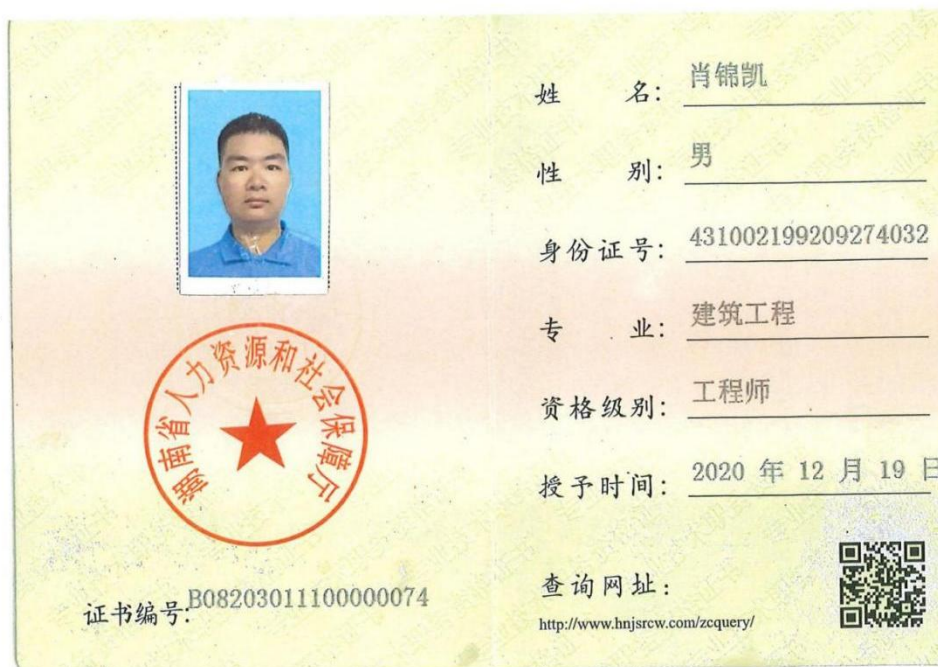 姓 名: 肖锦凯
性 别: 男
身份证号: 431002199209274032
专 业: 建筑工程
资格级别: 工程师
授予时间: 2020 年 12 月 19 日
查询网址:
http://www.hnjsrcw.com/zcquery/
湖南省人力资源和社会保障厅
证书编号: B08203011100000074